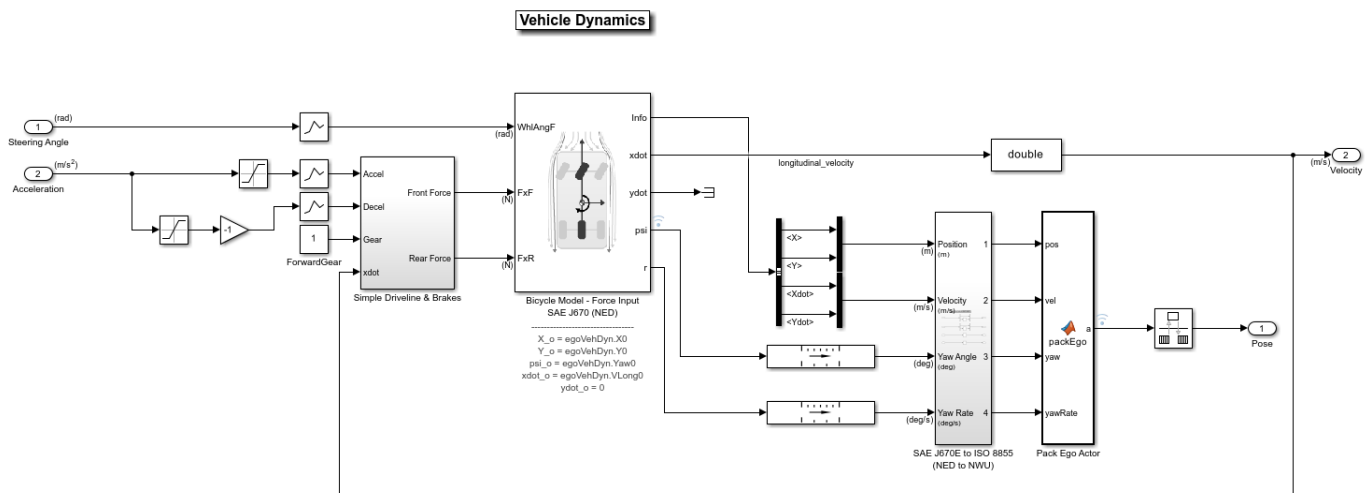 Vehicle Dynamics
1
(rad)
Steering Angle
2
(m/s²)
Acceleration
-1
1
ForwardGear
Accel
Decel
Gear
xdot
Front Force
Rear Force
Simple Driveline & Brakes
(rad)
(N)
(N)
WhlAngF
FxF
FxR
Info
xdot
ydot
psi
r
Bicycle Model - Force Input
SAE J670 (NED)
---------------------------------
X_o = egoVehDyn.X0
Y_o = egoVehDyn.Y0
psi_o = egoVehDyn.Yaw0
xdot_o = egoVehDyn.VLong0
ydot_o = 0
longitudinal_velocity
double
(m/s)
2
Velocity
<X>
<Y>
<Xdot>
<Ydot>
(m)
(m/s)
(deg)
(deg/s)
Position
(m)
Velocity
(m/s)
Yaw Angle
(deg)
Yaw Rate
(deg/s)
1
2
3
4
SAE J670E to ISO 8855
(NED to NWU)
pos
vel
yaw
yawRate
packEgo
a
Pack Ego Actor
1
Pose